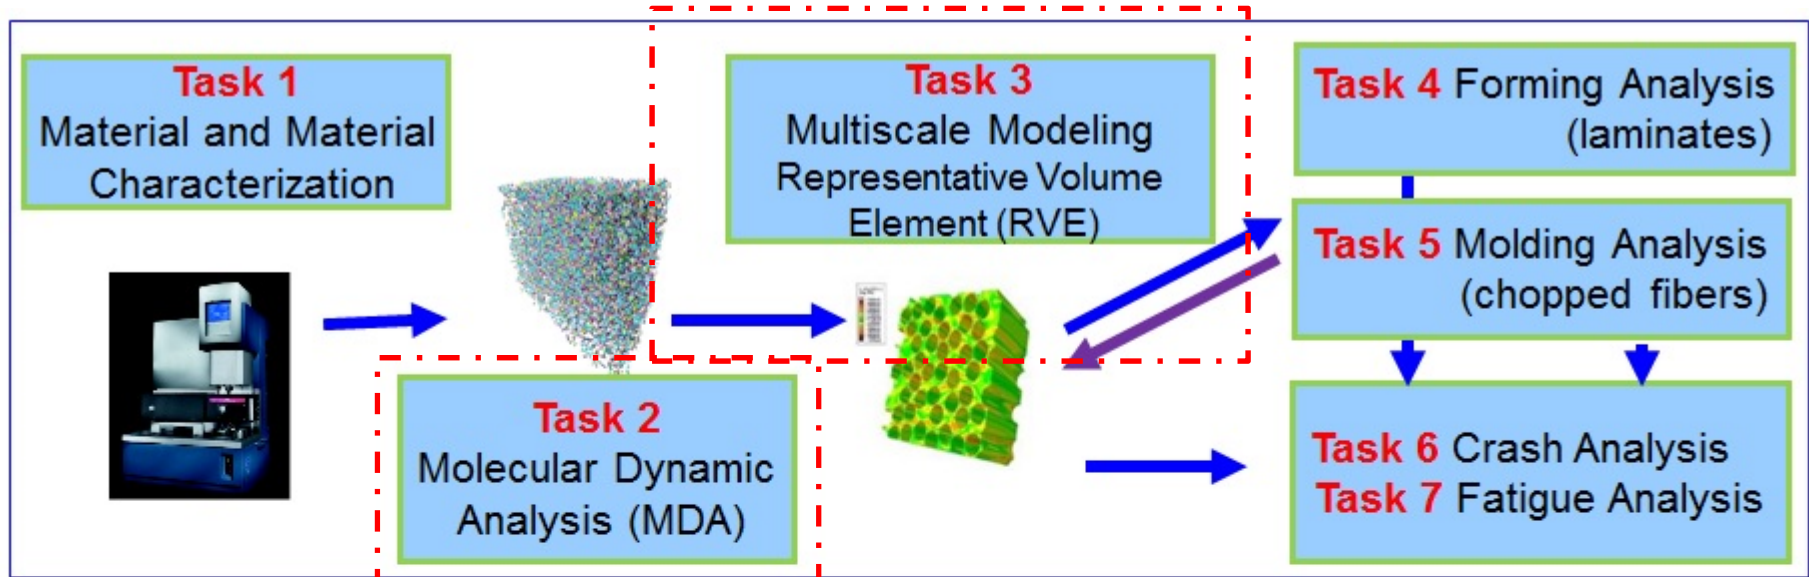 Task 1
Material and Material
Characterization
Task 2
Molecular Dynamic
Analysis (MDA)
Task 3
Multiscale Modeling
Representative Volume
Element (RVE)
Task 4 Forming Analysis
(laminates)
Task 5 Molding Analysis
(chopped fibers)
Task 6 Crash Analysis
Task 7 Fatigue Analysis